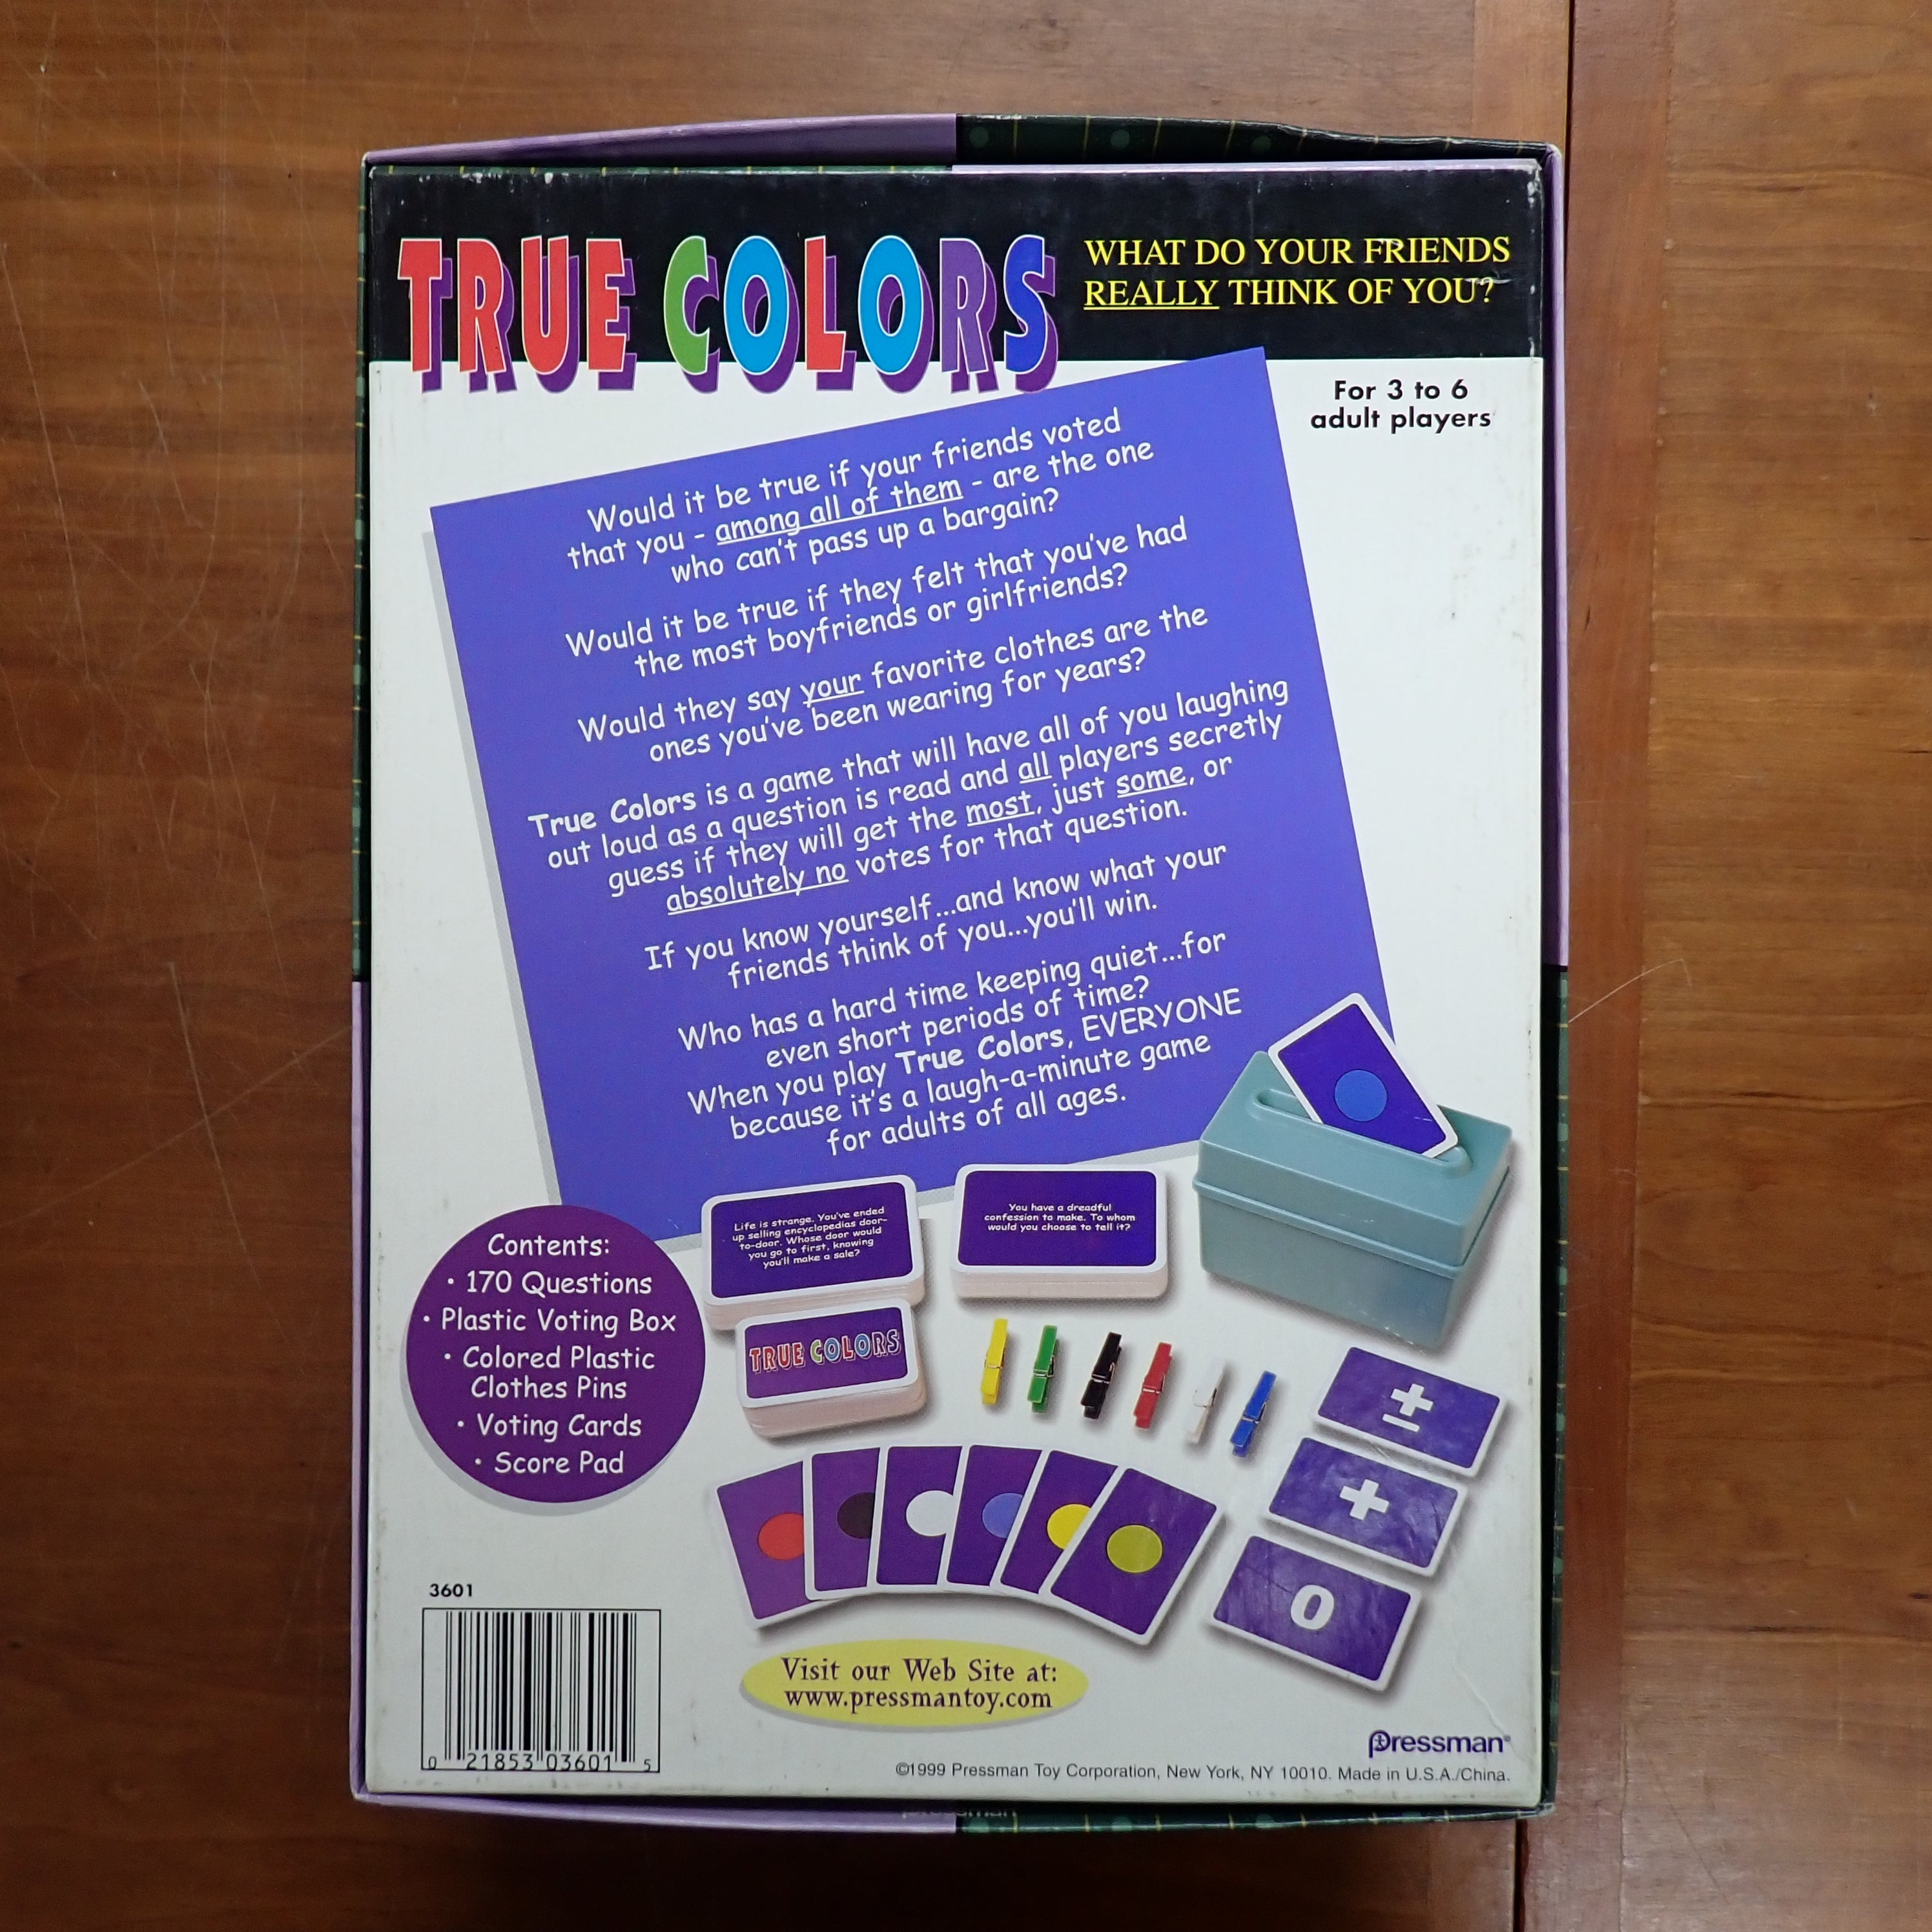 TRUE COLORS
WHAT DO YOUR FRIENDS
REALLY THINK OF YOU?
For 3 to 6
adult players
Would it be true if your friends voted
that you - among all of them - are the one
who can't pass up a bargain?
Would it be true if they felt that you've had
the most boyfriends or girlfriends?
Would they say your favorite clothes are the
ones you've been wearing for years?
True Colors is a game that will have all of you laughing
out loud as a question is read and all players secretly
guess if they will get the most, just some, or
absolutely no votes for that question.
If you know yourself...and know what your
friends think of you...you'll win.
Who has a hard time keeping quiet...for
even short periods of time?
When you play True Colors, EVERYONE
because it's a laugh-a-minute game
for adults of all ages.
Life is strange. You've ended
up selling encyclopedias door-
to-door. Whose door would
you go to first, knowing
you'll make a sale?
You have a dreadful
confession to make. To whom
would you choose to tell it?
TRUE COLORS
Contents:
• 170 Questions
• Plastic Voting Box
• Colored Plastic
Clothes Pins
• Voting Cards
• Score Pad
±
+
0
3601
0 21853 03601 5
Visit our Web Site at:
www.pressmantoy.com
Pressman®
©1999 Pressman Toy Corporation, New York, NY 10010. Made in U.S.A./China.
pressman